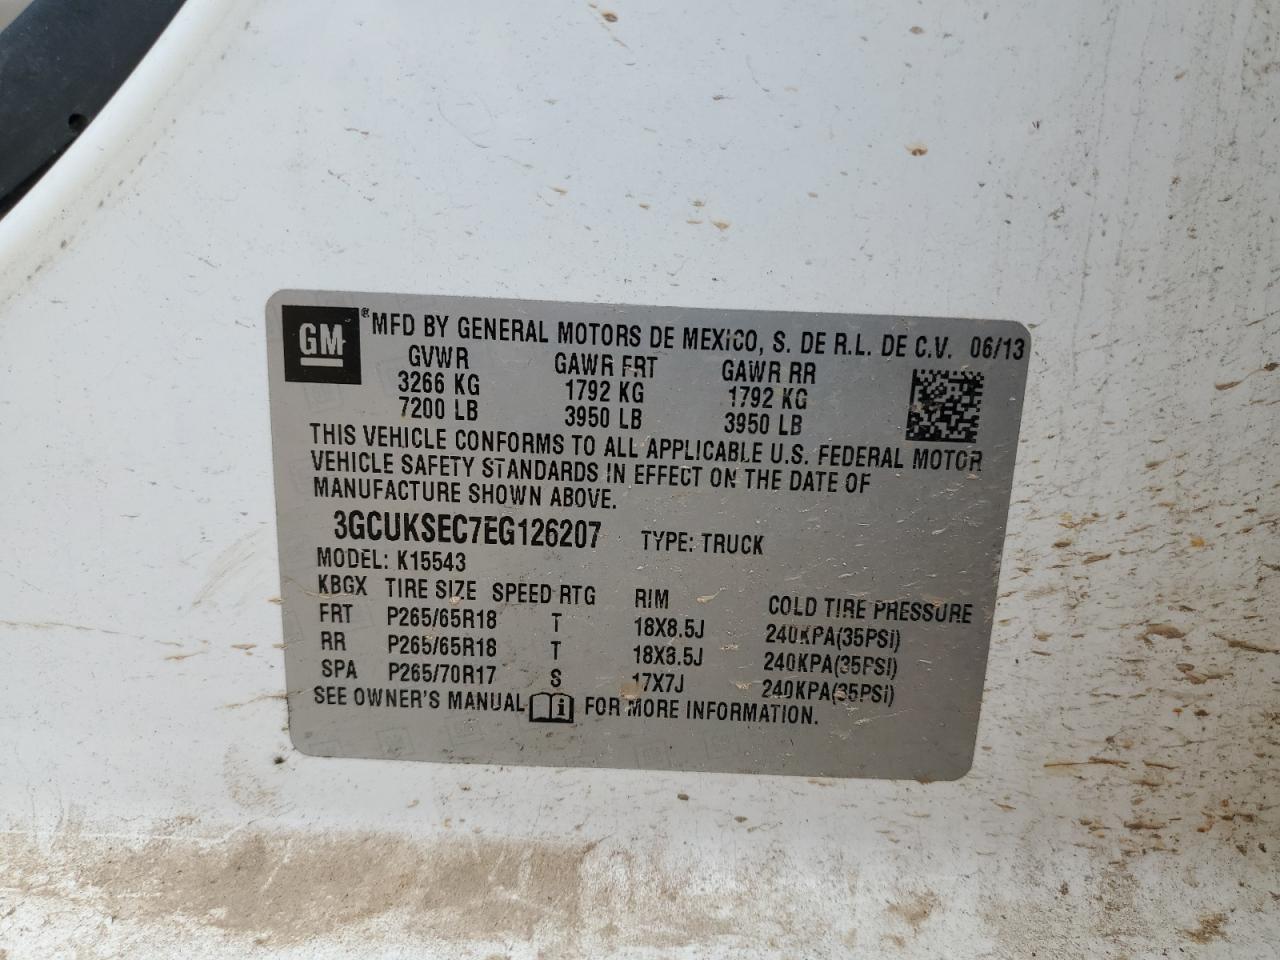 GM ® MFD BY GENERAL MOTORS DE MEXICO, S. DE R.L. DE C.V. 06/13
GVWR GAWR FRT GAWR RR
3266 KG 1792 KG 1792 KG
7200 LB 3950 LB 3950 LB
THIS VEHICLE CONFORMS TO ALL APPLICABLE U.S. FEDERAL MOTOR
VEHICLE SAFETY STANDARDS IN EFFECT ON THE DATE OF
MANUFACTURE SHOWN ABOVE.
3GCUKSEC7EG126207 TYPE: TRUCK
MODEL: K15543
KBGX TIRE SIZE SPEED RTG RIM COLD TIRE PRESSURE
FRT P265/65R18 T 18X8.5J 240KPA(35PSI)
RR P265/65R18 T 18X8.5J 240KPA(35PSI)
SPA P265/70R17 S 17X7J 240KPA(35PSI)
SEE OWNER'S MANUAL i FOR MORE INFORMATION.